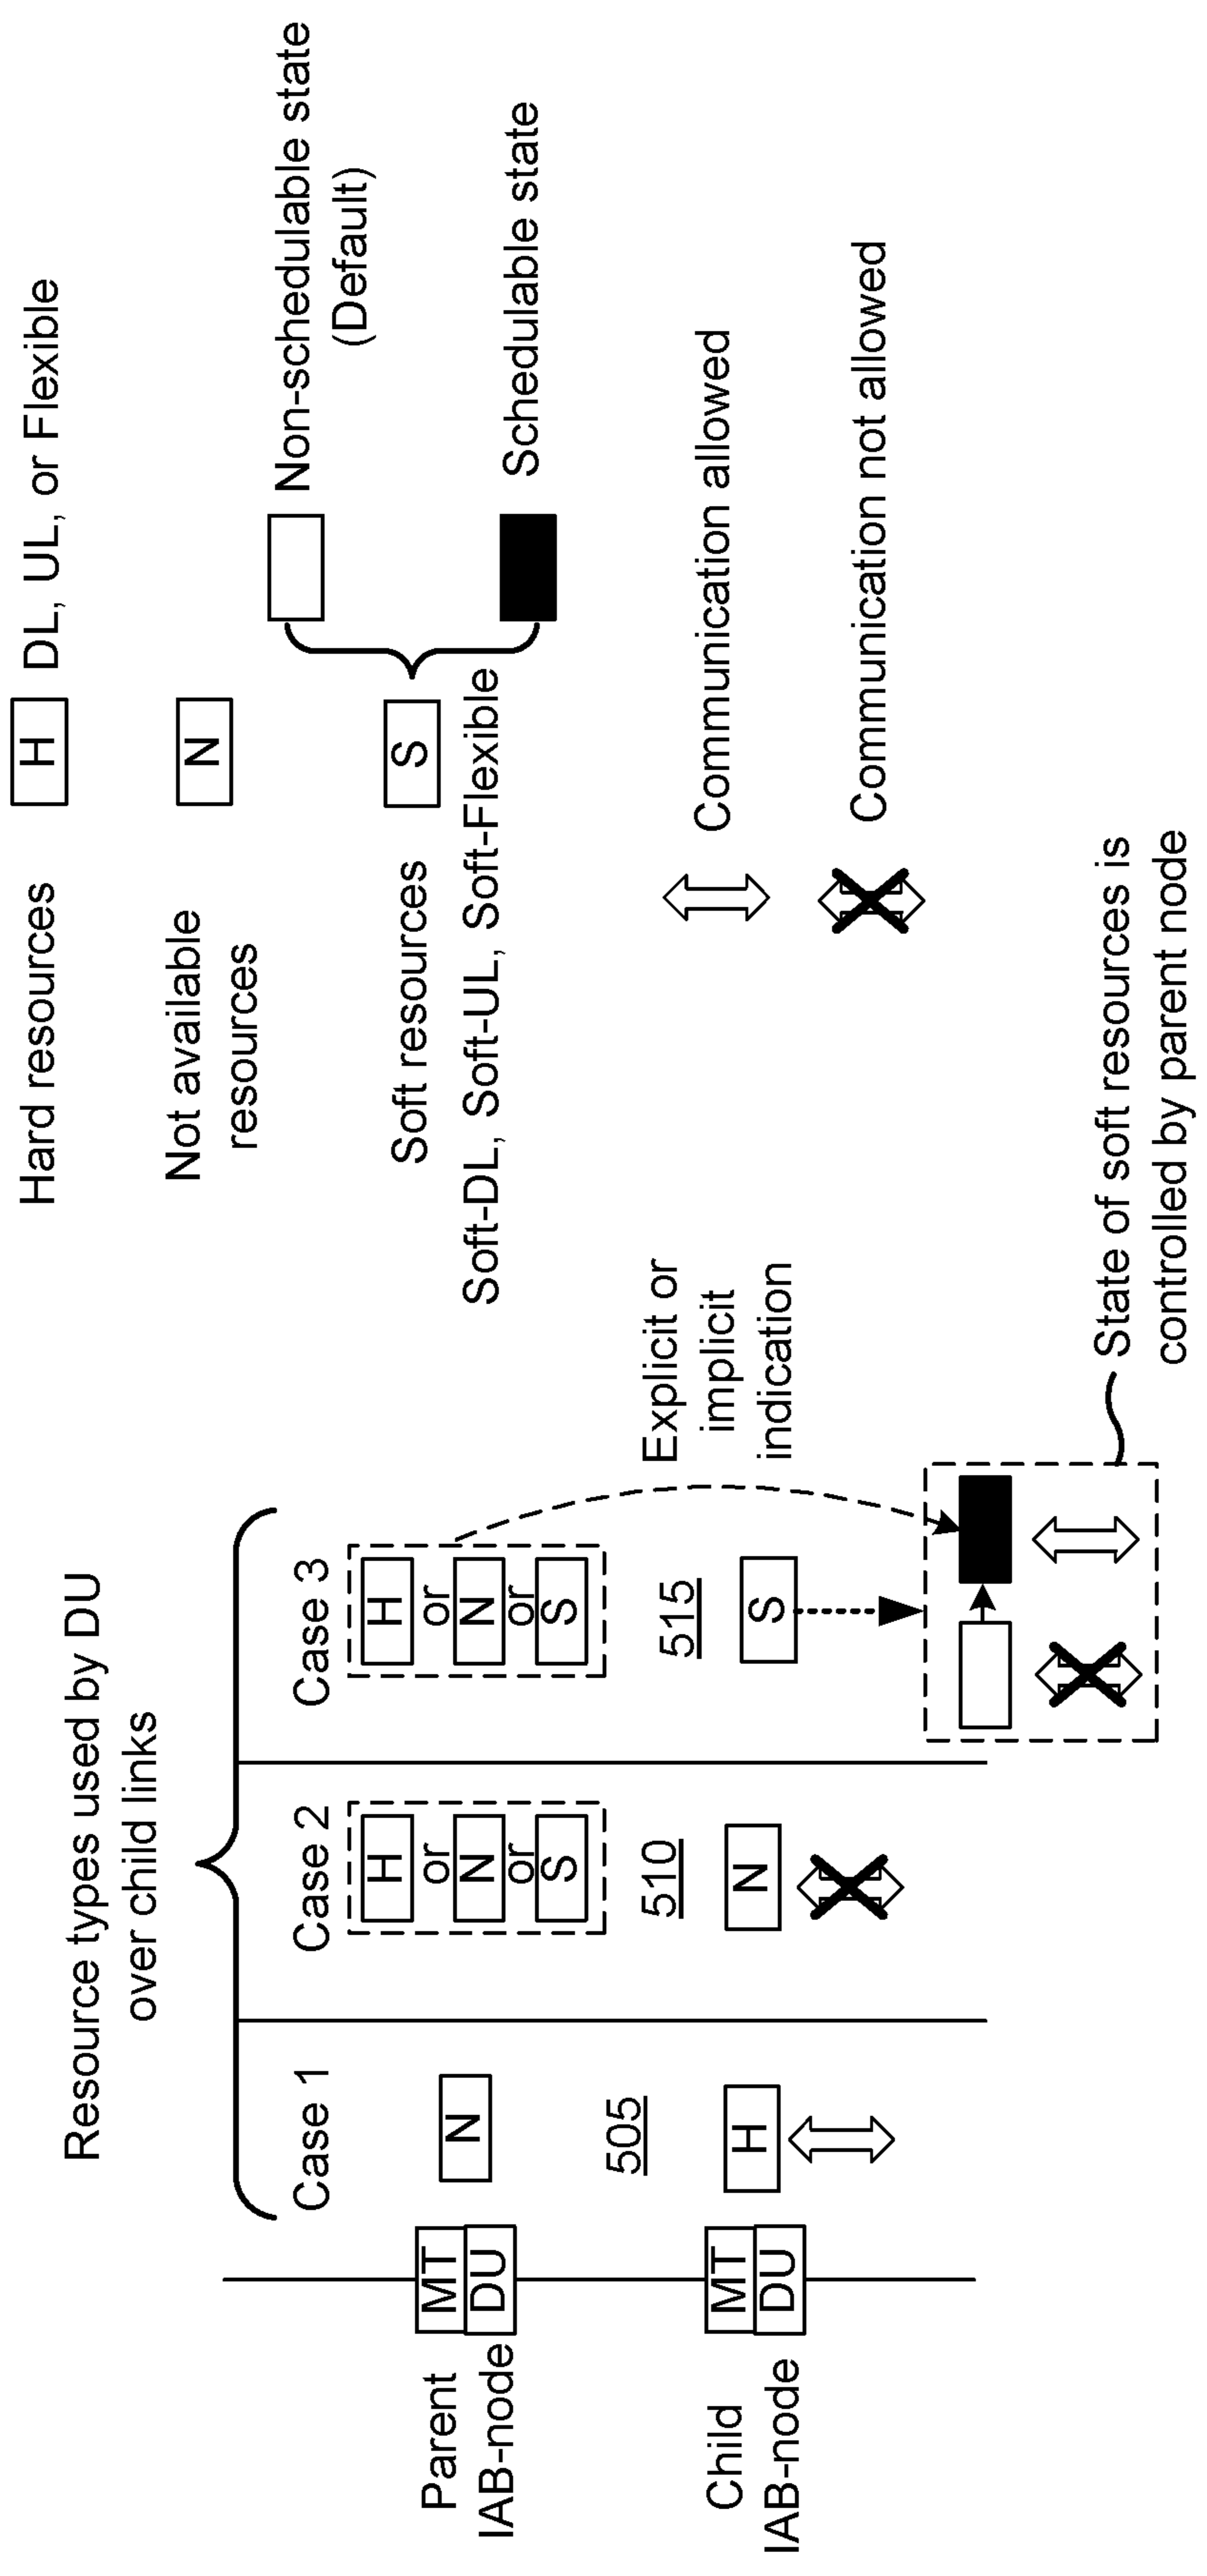 Resource types used by DU
over child links
Case 1
Case 2
Case 3
Parent
IAB-node
MT
DU
N
H
or
N
or
S
H
or
N
or
S
505
510
515
Explicit or
implicit
indication
Child
IAB-node
MT
DU
H
N
S
State of soft resources is
controlled by parent node
Hard resources
H
DL, UL, or Flexible
Not available
resources
N
Soft resources
S
Soft-DL, Soft-UL, Soft-Flexible
Non-schedulable state
(Default)
Schedulable state
Communication allowed
Communication not allowed